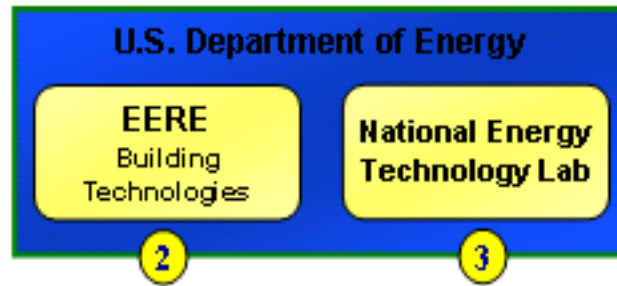 U.S. Department of Energy
EERE
Building
Technologies
National Energy
Technology Lab
2
3